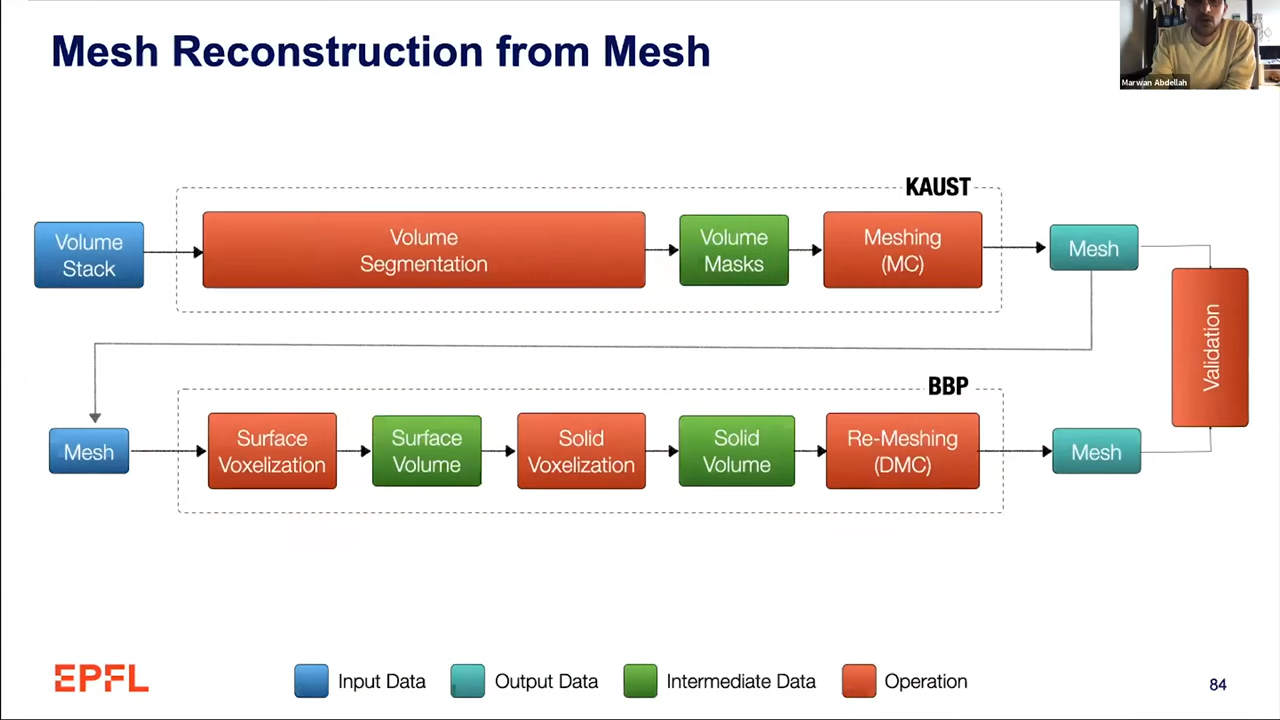 Mesh Reconstruction from Mesh
Marwan Abdellah
KAUST
Volume
Stack
Volume
Segmentation
Volume
Masks
Meshing
(MC)
Mesh
Validation
BBP
Mesh
Surface
Voxelization
Surface
Volume
Solid
Voxelization
Solid
Volume
Re-Meshing
(DMC)
Mesh
EPFL
Input Data
Output Data
Intermediate Data
Operation
84